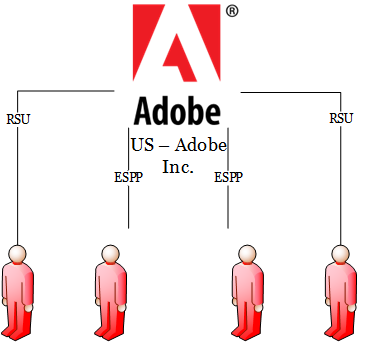 ®
Adobe
RSU
RSU
US – Adobe
Inc.
ESPP
ESPP